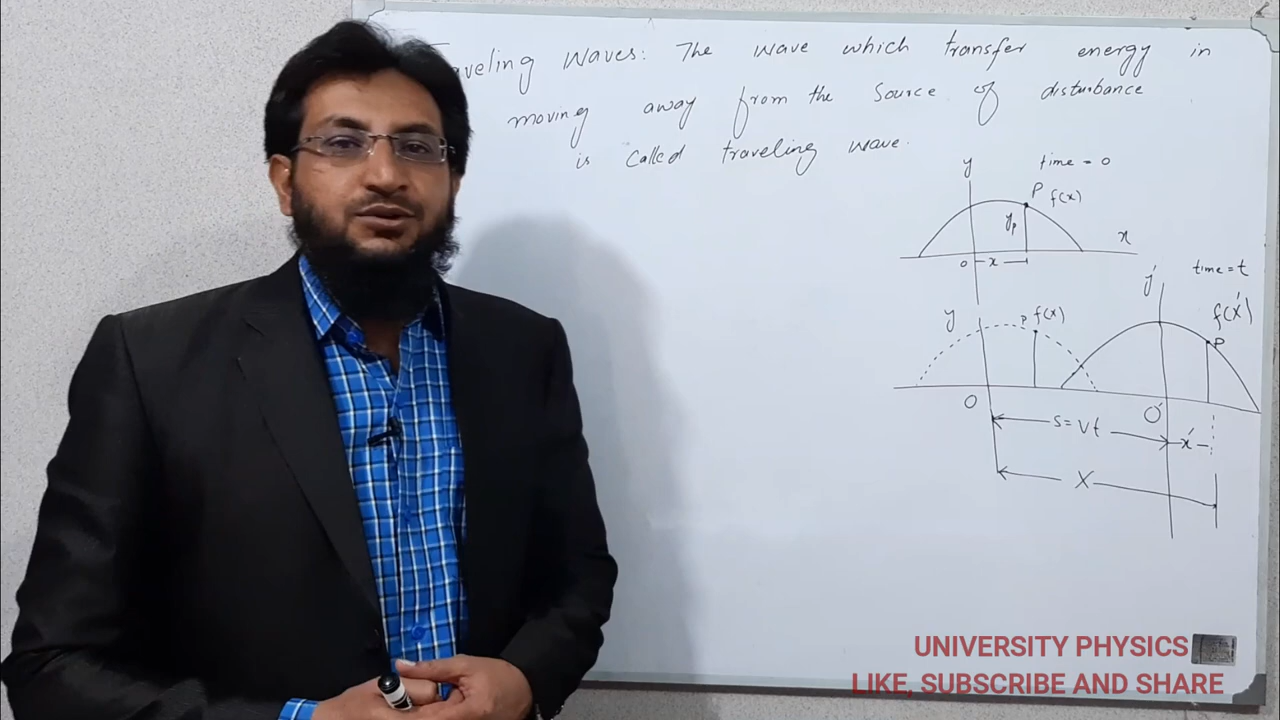 Traveling Waves: The wave which transfer energy in
moving away from the source of disturbance
is called traveling wave.
y
time = 0
P f(x)
yp
x
o x
time = t
y'
f(x')
y
P f(x)
P
O
O'
s = vt
x'
X
UNIVERSITY PHYSICS
LIKE, SUBSCRIBE AND SHARE